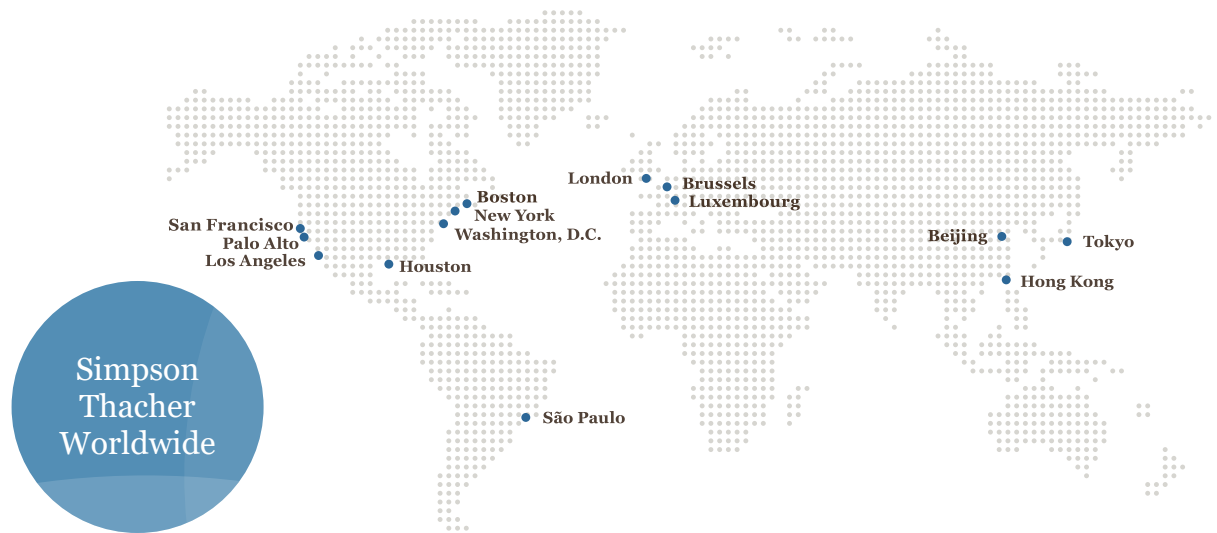 London
Brussels
Luxembourg
Boston
New York
Washington, D.C.
San Francisco
Palo Alto
Los Angeles
Houston
Beijing
Tokyo
Hong Kong
Simpson
Thacher
Worldwide
São Paulo